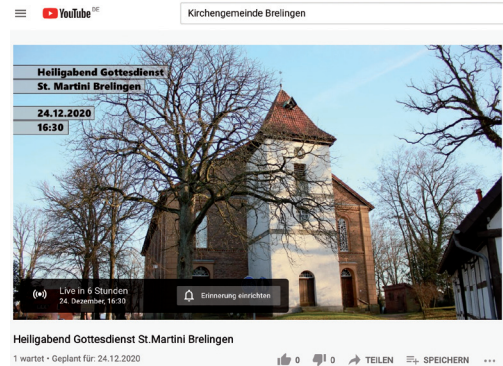 YouTube DE
Kirchengemeinde Brelingen
Heiligabend Gottesdienst
St. Martini Brelingen
24.12.2020
16:30
Live in 6 Stunden
24. Dezember, 16:30
Erinnerung einrichten
Heiligabend Gottesdienst St.Martini Brelingen
1 wartet • Geplant für: 24.12.2020
0
0
TEILEN
SPEICHERN